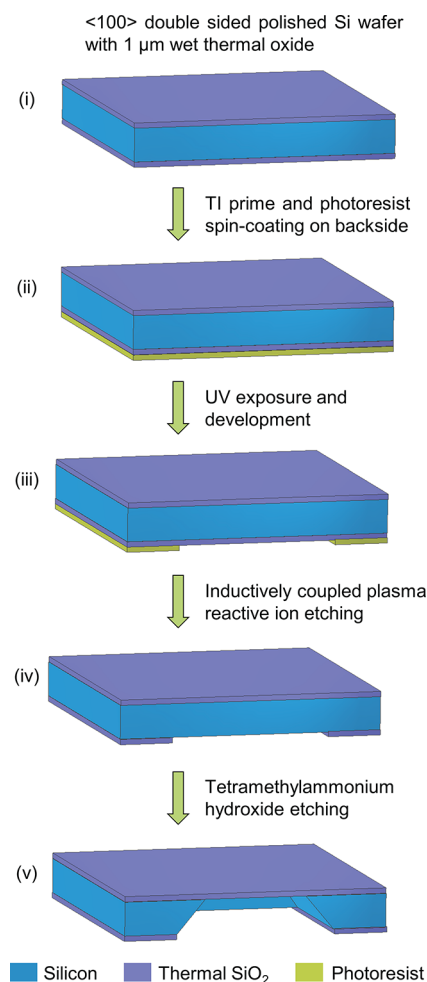 <100> double sided polished Si wafer
with 1 µm wet thermal oxide
(i)
TI prime and photoresist
spin-coating on backside
(ii)
UV exposure and
development
(iii)
Inductively coupled plasma
reactive ion etching
(iv)
Tetramethylammonium
hydroxide etching
(v)
Silicon Thermal SiO₂ Photoresist